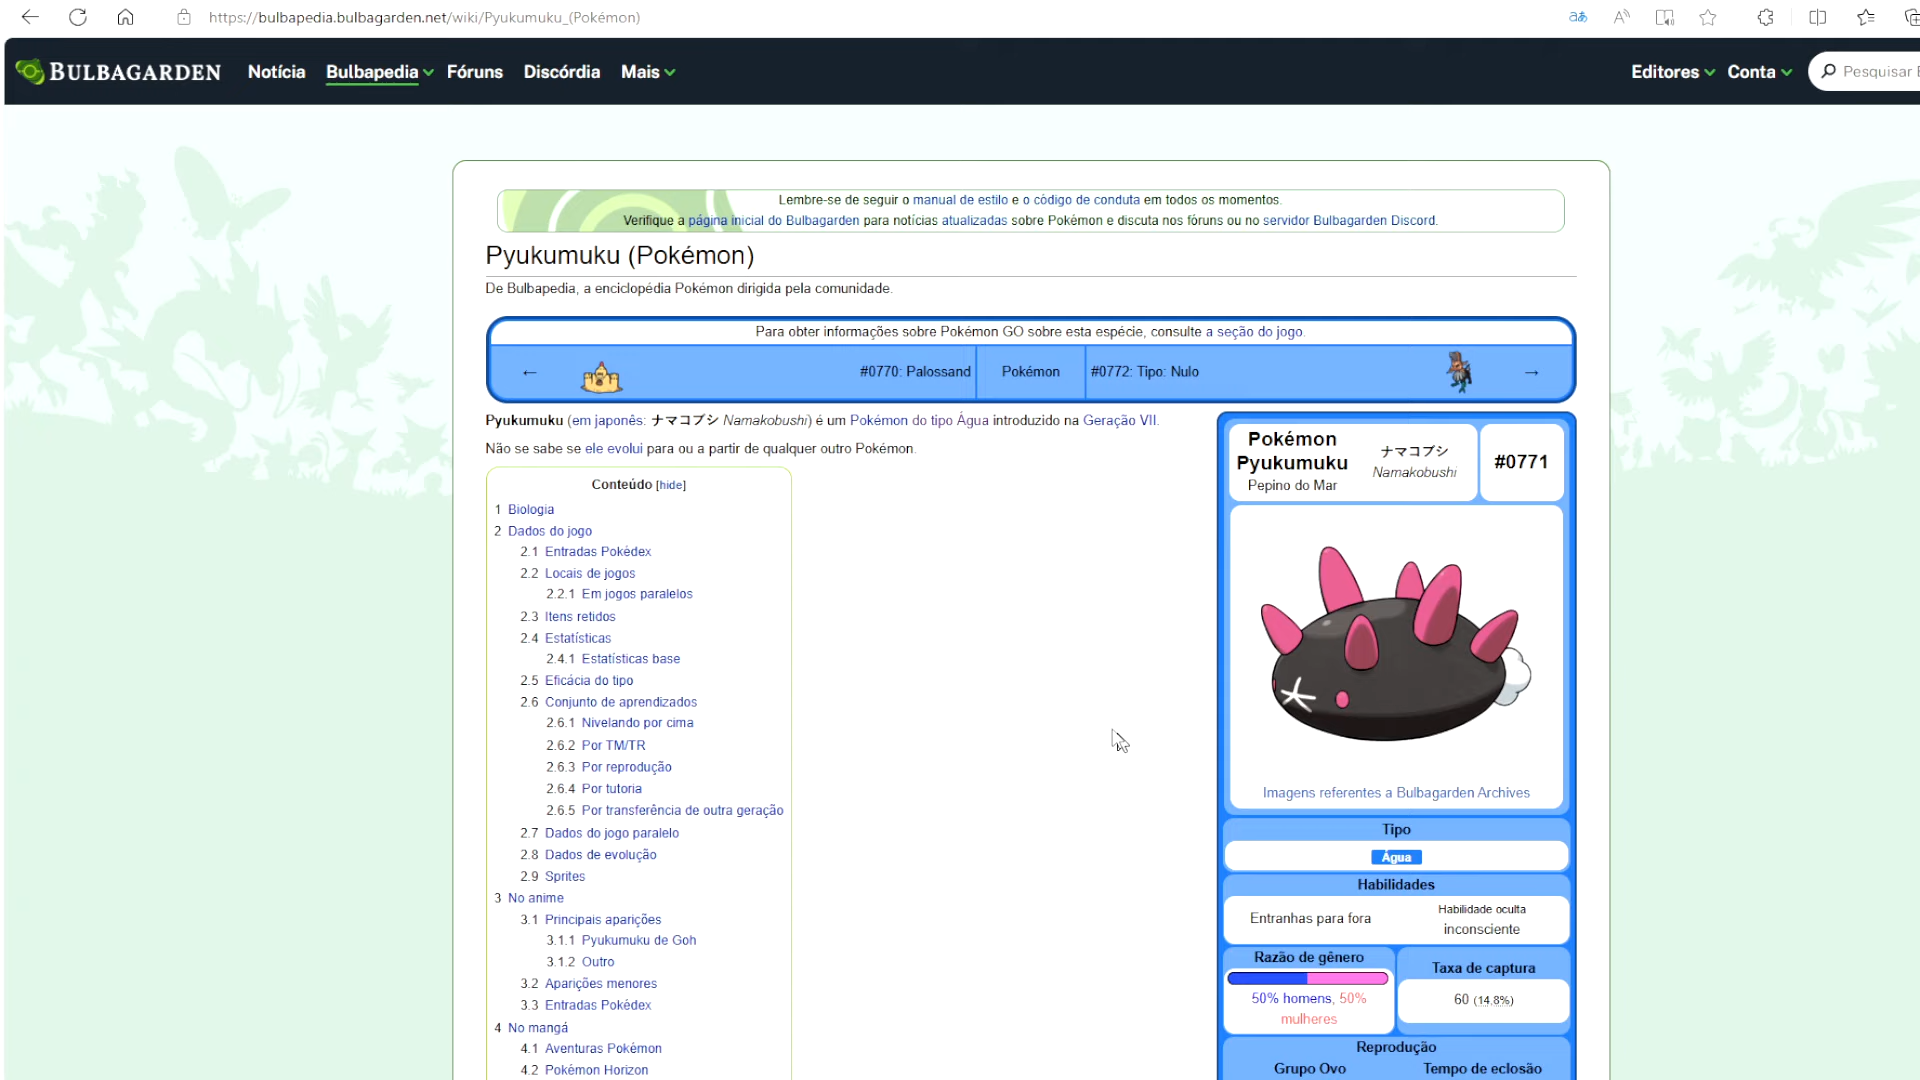 https://bulbapedia.bulbagarden.net/wiki/Pyukumuku_(Pokémon)
BULBAGARDEN Notícia Bulbapedia Fóruns Discórdia Mais Editores Conta Pesquisar
Lembre-se de seguir o manual de estilo e o código de conduta em todos os momentos.
Verifique a página inicial do Bulbagarden para notícias atualizadas sobre Pokémon e discuta nos fóruns ou no servidor Bulbagarden Discord.
Pyukumuku (Pokémon)
De Bulbapedia, a enciclopédia Pokémon dirigida pela comunidade.
Para obter informações sobre Pokémon GO sobre esta espécie, consulte a seção do jogo.
← #0770: Palossand Pokémon #0772: Tipo: Nulo →
Pyukumuku (em japonês: ナマコブシ Namakobushi) é um Pokémon do tipo Água introduzido na Geração VII.
Não se sabe se ele evolui para ou a partir de qualquer outro Pokémon.
Conteúdo [hide]
1 Biologia
2 Dados do jogo
2.1 Entradas Pokédex
2.2 Locais de jogos
2.2.1 Em jogos paralelos
2.3 Itens retidos
2.4 Estatísticas
2.4.1 Estatísticas base
2.5 Eficácia do tipo
2.6 Conjunto de aprendizados
2.6.1 Nivelando por cima
2.6.2 Por TM/TR
2.6.3 Por reprodução
2.6.4 Por tutoria
2.6.5 Por transferência de outra geração
2.7 Dados do jogo paralelo
2.8 Dados de evolução
2.9 Sprites
3 No anime
3.1 Principais aparições
3.1.1 Pyukumuku de Goh
3.1.2 Outro
3.2 Aparições menores
3.3 Entradas Pokédex
4 No mangá
4.1 Aventuras Pokémon
4.2 Pokémon Horizon
Pokémon
Pyukumuku
Pepino do Mar
ナマコブシ
Namakobushi
#0771
Imagens referentes a Bulbagarden Archives
Tipo
Água
Habilidades
Entranhas para fora
Habilidade oculta
inconsciente
Razão de gênero
50% homens, 50%
mulheres
Taxa de captura
60 (14.8%)
Reprodução
Grupo Ovo
Tempo de eclosão